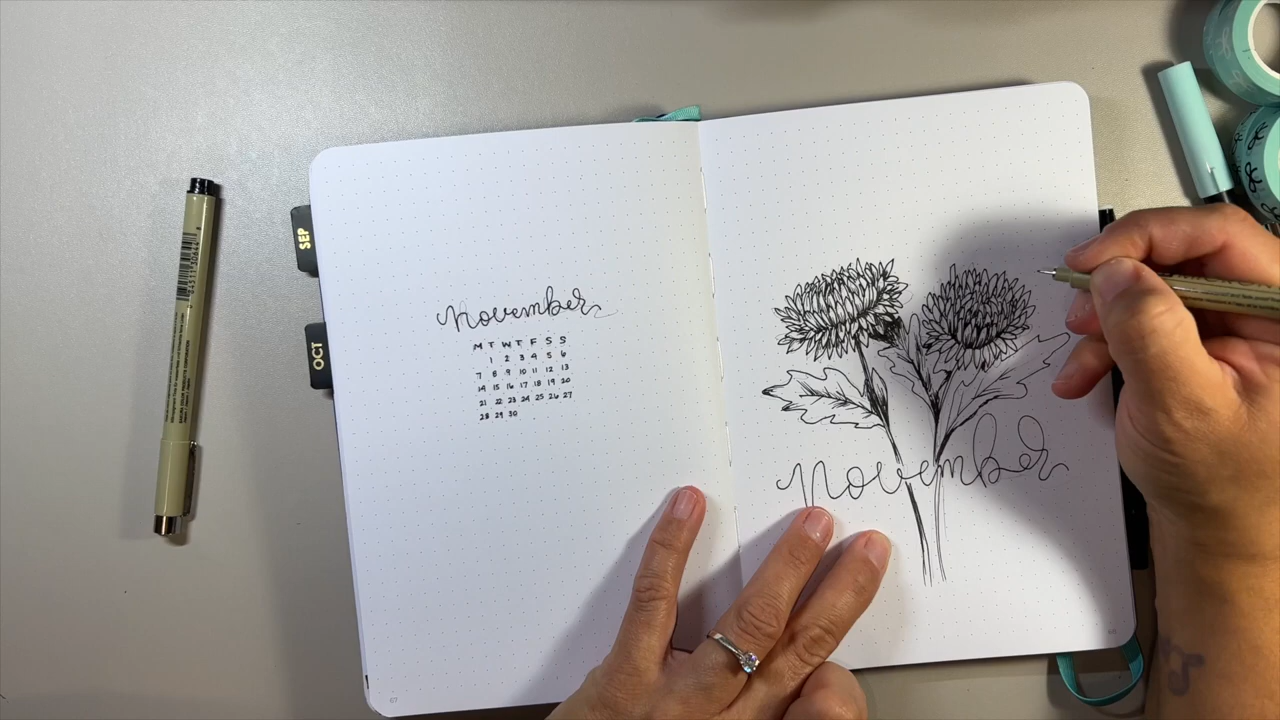 SEP
OCT
November
M T W T F S S
1 2 3 4 5 6
7 8 9 10 11 12 13
14 15 16 17 18 19 20
21 22 23 24 25 26 27
28 29 30
67
November